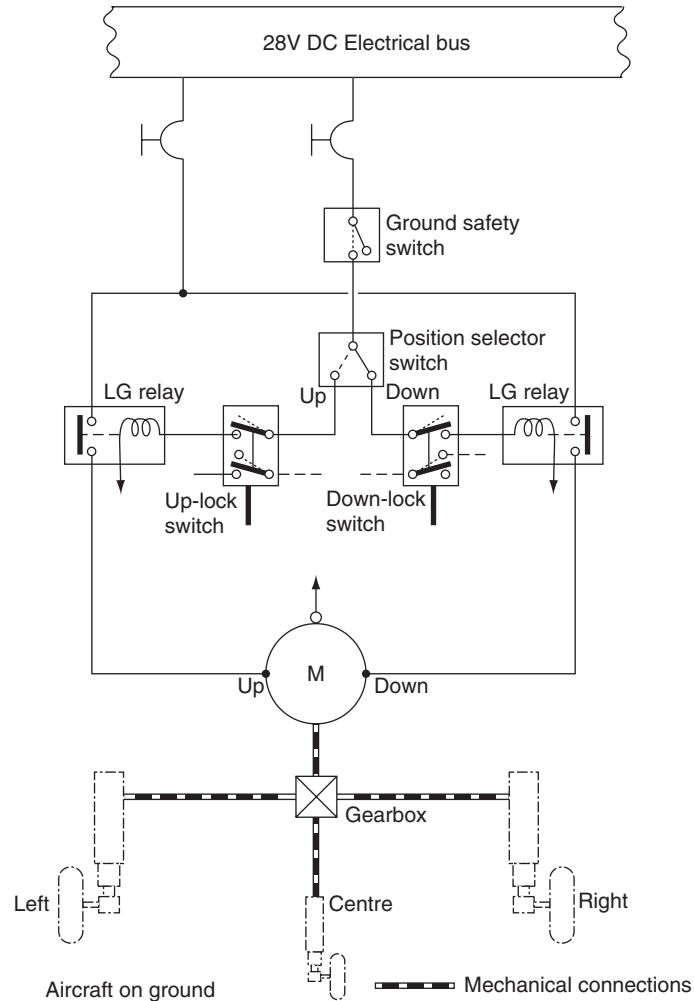 28V DC Electrical bus
Ground safety
switch
Position selector
switch
Up
Down
LG relay
LG relay
Up-lock
switch
Down-lock
switch
Up
M
Down
Gearbox
Left
Centre
Right
Aircraft on ground
Mechanical connections